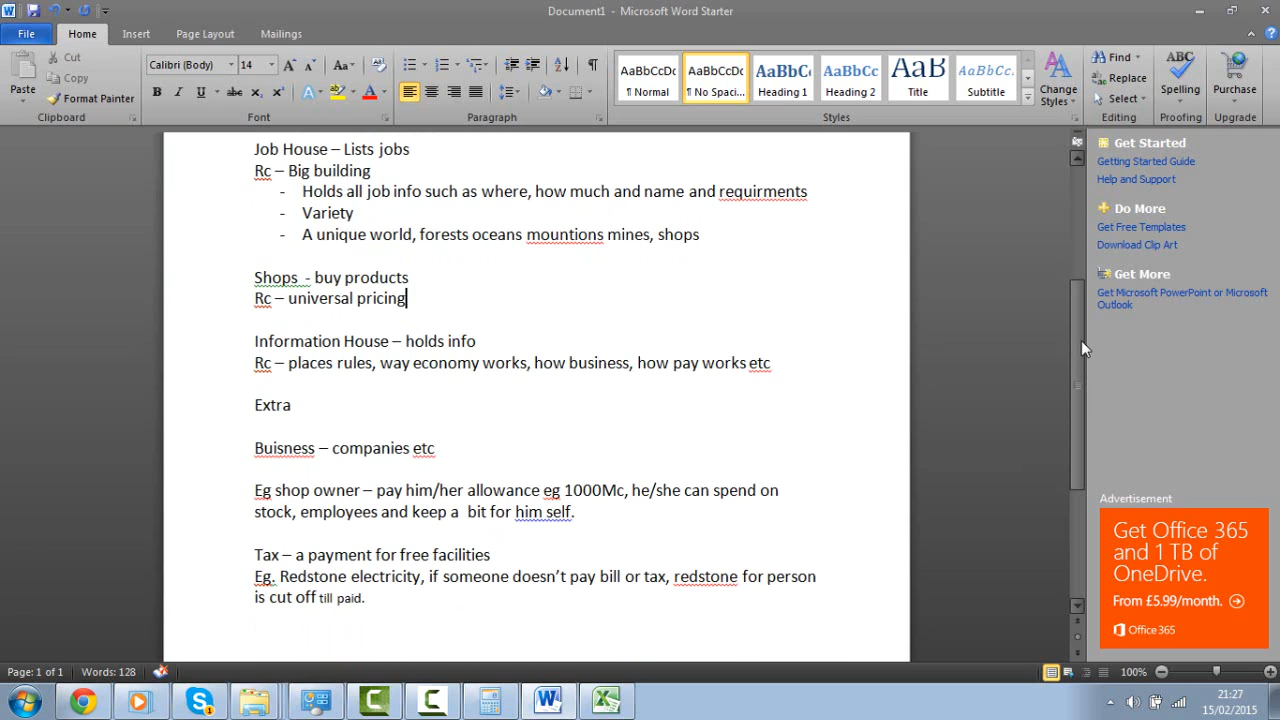 Document1 - Microsoft Word Starter
File Home Insert Page Layout Mailings
Paste
Cut
Copy
Format Painter
Clipboard
Calibri (Body) 14
Font
Paragraph
AaBbCcDc AaBbCcDc AaBbC AaBbCc AaB AaBbCc.
¶ Normal ¶ No Spaci... Heading 1 Heading 2 Title Subtitle
Styles
Change Styles
Find
Replace
Select
Editing
Spelling
Proofing
Purchase
Upgrade
Job House – Lists jobs
Rc – Big building
- Holds all job info such as where, how much and name and requirments
- Variety
- A unique world, forests oceans mountions mines, shops
Shops - buy products
Rc – universal pricing
Information House – holds info
Rc – places rules, way economy works, how business, how pay works etc
Extra
Buisness – companies etc
Eg shop owner – pay him/her allowance eg 1000Mc, he/she can spend on
stock, employees and keep a bit for him self.
Tax – a payment for free facilities
Eg. Redstone electricity, if someone doesn’t pay bill or tax, redstone for person
is cut off till paid.
Get Started
Getting Started Guide
Help and Support
Do More
Get Free Templates
Download Clip Art
Get More
Get Microsoft PowerPoint or Microsoft
Outlook
Advertisement
Get Office 365
and 1 TB of
OneDrive.
From £5.99/month.
Office 365
Page: 1 of 1 Words: 128 100%
21:27
15/02/2015